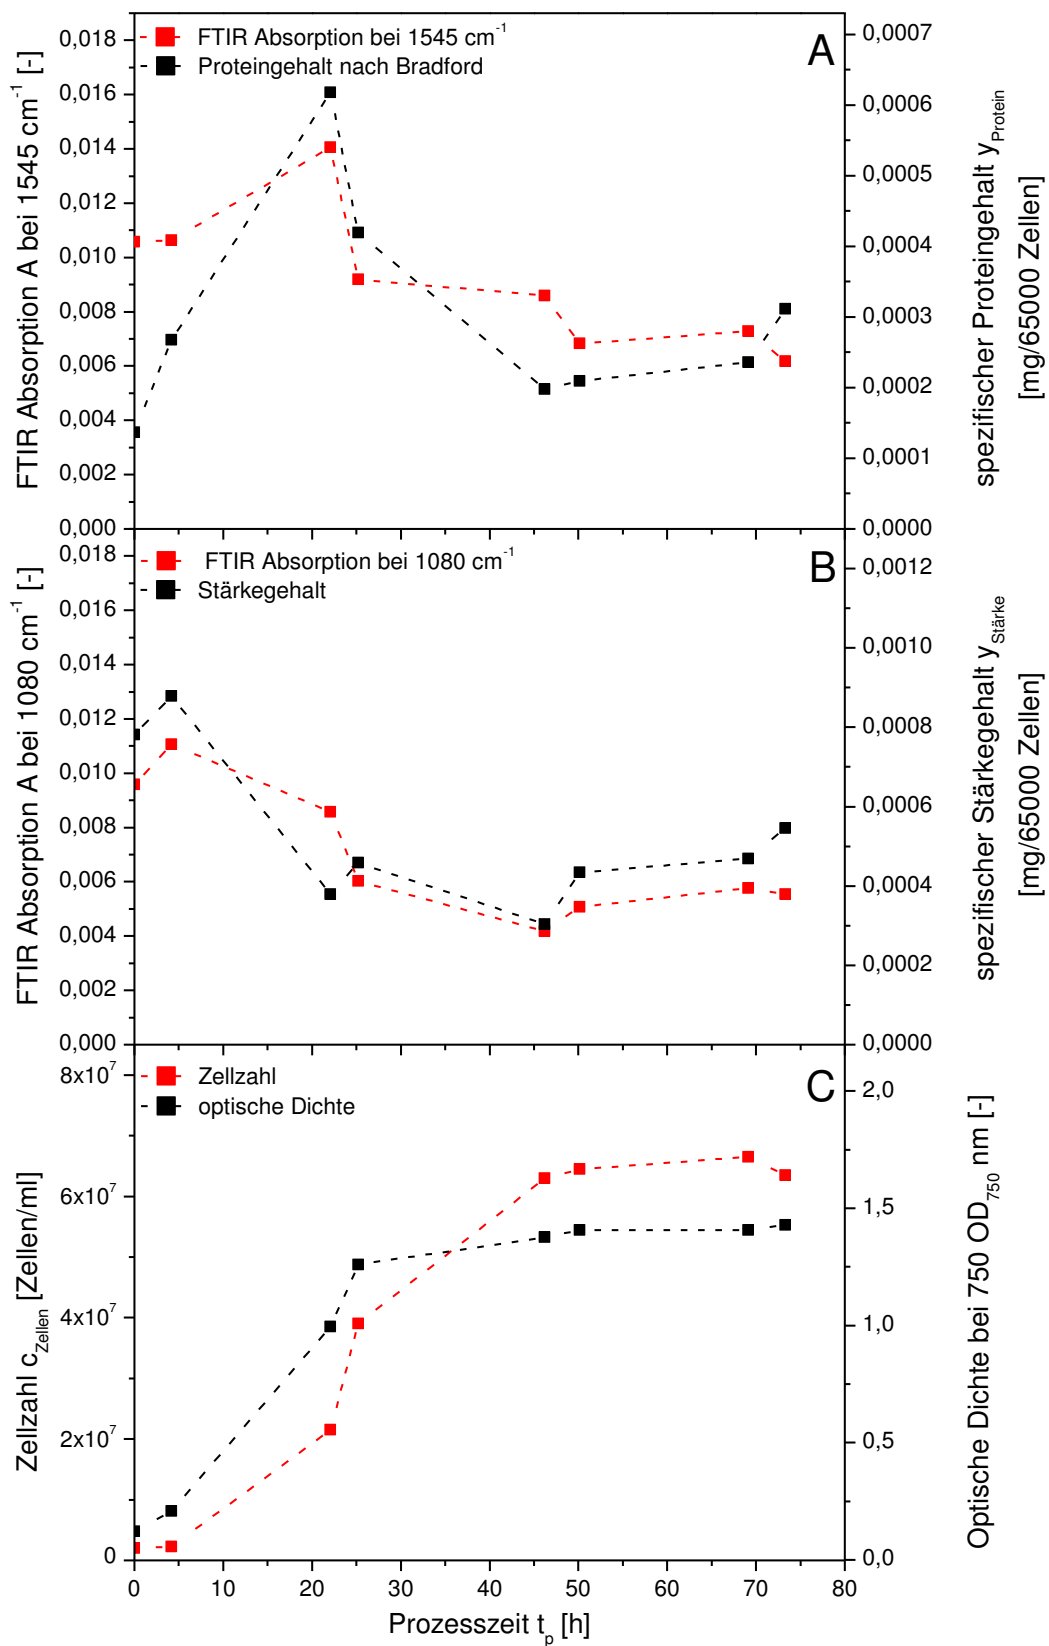 FTIR Absorption bei 1545 cm⁻¹
Proteingehalt nach Bradford
A
FTIR Absorption A bei 1545 cm⁻¹ [-]
0,018
0,016
0,014
0,012
0,010
0,008
0,006
0,004
0,002
0,000
0,0007
0,0006
0,0005
0,0004
0,0003
0,0002
0,0001
0,0000
spezifischer Proteingehalt y_Protein
[mg/65000 Zellen]
FTIR Absorption bei 1080 cm⁻¹
Stärkegehalt
B
FTIR Absorption A bei 1080 cm⁻¹ [-]
0,018
0,016
0,014
0,012
0,010
0,008
0,006
0,004
0,002
0,000
0,0012
0,0010
0,0008
0,0006
0,0004
0,0002
0,0000
spezifischer Stärkegehalt y_Stärke
[mg/65000 Zellen]
Zellzahl
optische Dichte
C
Zellzahl c_Zellen [Zellen/ml]
8x10⁷
6x10⁷
4x10⁷
2x10⁷
0
2,0
1,5
1,0
0,5
0,0
Optische Dichte bei 750 OD_750 nm [-]
0 10 20 30 40 50 60 70 80
Prozesszeit t_p [h]